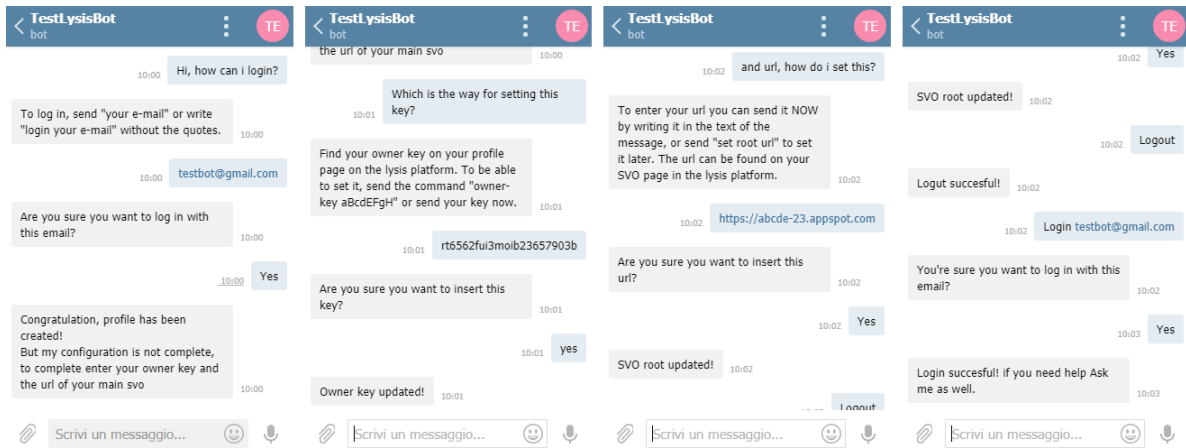 TestLysisBot
bot
TE
10:00 Hi, how can i login?
To log in, send "your e-mail" or write
"login your e-mail" without the quotes.
10:00
10:00 testbot@gmail.com
Are you sure you want to log in with
this email?
10:00
10:00 Yes
Congratulation, profile has been
created!
But my configuration is not complete,
to complete enter your owner key and
the url of your main svo
10:00
Scrivi un messaggio...
TestLysisBot
bot
TE
the url of your main svo
10:00
Which is the way for setting this
key?
10:01
Find your owner key on your profile
page on the lysis platform. To be able
to set it, send the command "owner-
key aBcdEFgH" or send your key now.
10:01
10:01 rt6562fui3moib23657903b
Are you sure you want to insert this
key?
10:01
10:01 yes
Owner key updated! 10:01
Scrivi un messaggio...
TestLysisBot
bot
TE
10:02 and url, how do i set this?
To enter your url you can send it NOW
by writing it in the text of the
message, or send "set root url" to set
it later. The url can be found on your
SVO page in the lysis platform.
10:02
10:02 https://abcde-23.appspot.com
Are you sure you want to insert this
url?
10:02
10:02 Yes
SVO root updated! 10:02
Logout
Scrivi un messaggio...
TestLysisBot
bot
TE
10:02 Yes
SVO root updated! 10:02
10:02 Logout
Logut succesful! 10:02
10:02 Login testbot@gmail.com
You're sure you want to log in with this
email?
10:02
10:03 Yes
Login succesful! if you need help Ask
me as well.
10:03
Scrivi un messaggio...